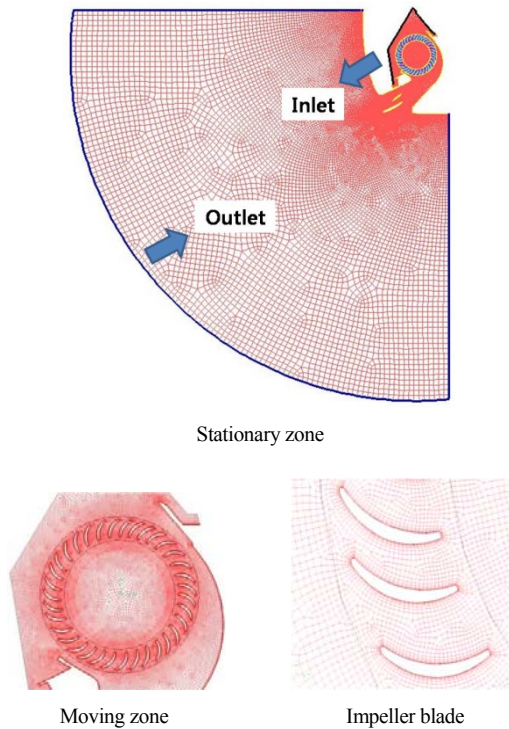 Inlet
Outlet
Stationary zone
Moving zone
Impeller blade